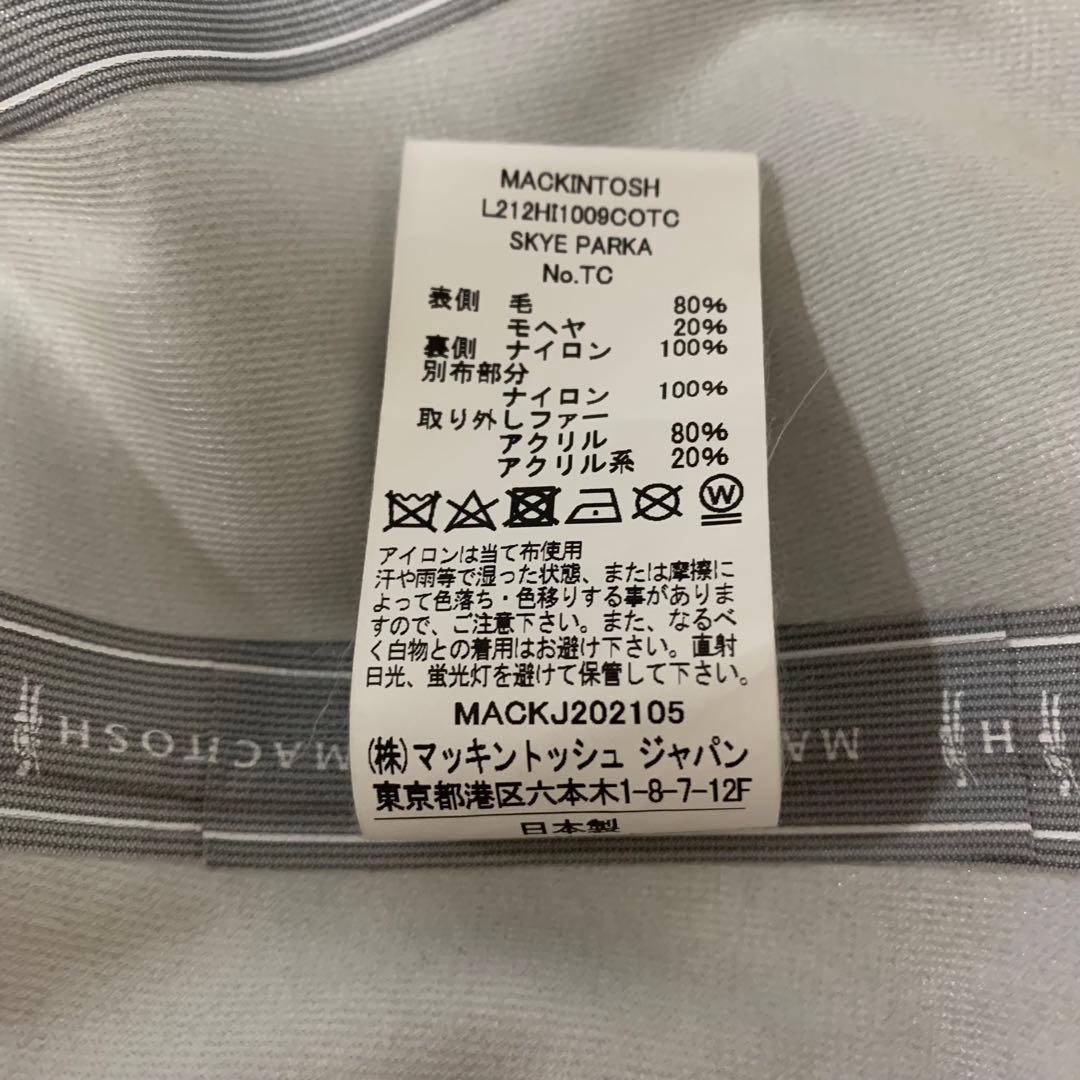 MACKINTOSH
L212HI1009COTC
SKYE PARKA
No.TC
表側 毛 80%
モヘヤ 20%
裏側 ナイロン 100%
別布部分
ナイロン 100%
取り外しファー
アクリル 80%
アクリル系 20%
W
アイロンは当て布使用
汗や雨等で湿った状態、または摩擦に
よって色落ち・色移りする事がありま
すので、ご注意下さい。また、なるべ
く白物との着用はお避け下さい。直射
日光、蛍光灯を避けて保管して下さい。
MACKJ202105
(株)マッキントッシュ ジャパン
東京都港区六本木1-8-7-12F
日本製
MACHTOSH
MA
M
H